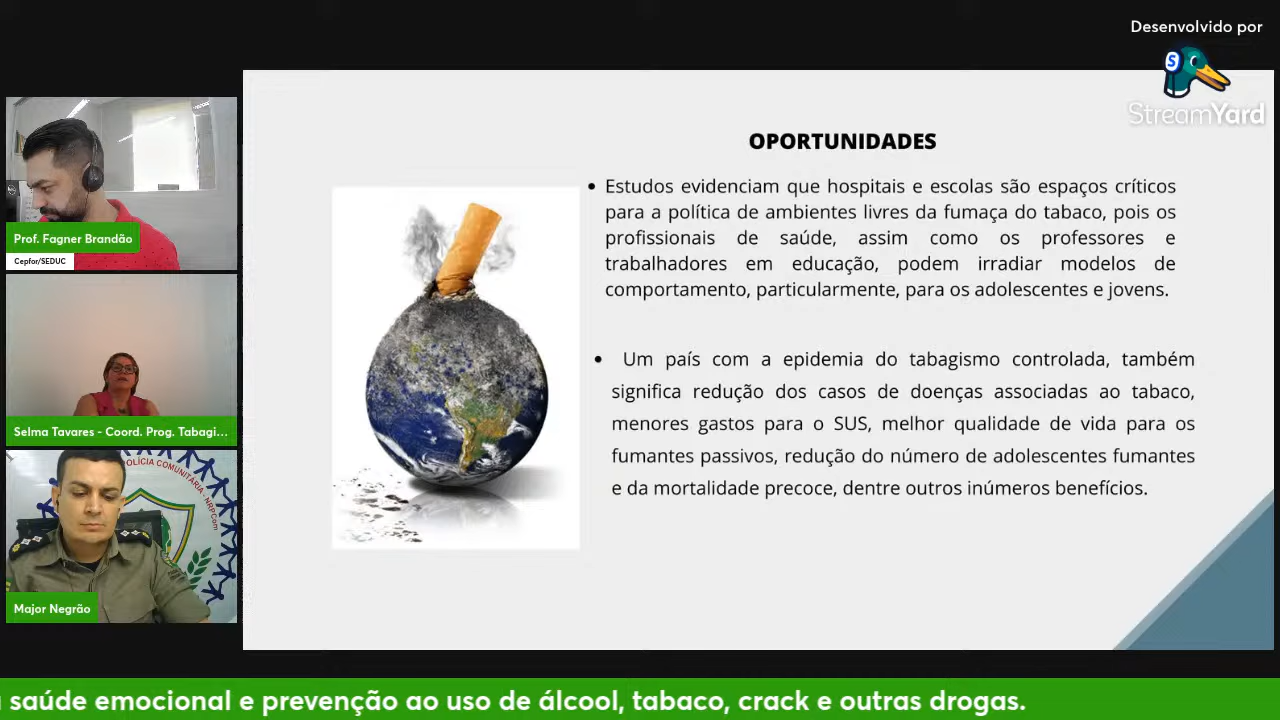 Desenvolvido por
StreamYard
OPORTUNIDADES
• Estudos evidenciam que hospitais e escolas são espaços críticos
para a política de ambientes livres da fumaça do tabaco, pois os
profissionais de saúde, assim como os professores e
trabalhadores em educação, podem irradiar modelos de
comportamento, particularmente, para os adolescentes e jovens.
• Um país com a epidemia do tabagismo controlada, também
significa redução dos casos de doenças associadas ao tabaco,
menores gastos para o SUS, melhor qualidade de vida para os
fumantes passivos, redução do número de adolescentes fumantes
e da mortalidade precoce, dentre outros inúmeros benefícios.
Prof. Fagner Brandão
Cepfor/SEDUC
Selma Tavares - Coord. Prog. Tabagi...
POLÍCIA COMUNITÁRIA
Major Negrão
saúde emocional e prevenção ao uso de álcool, tabaco, crack e outras drogas.